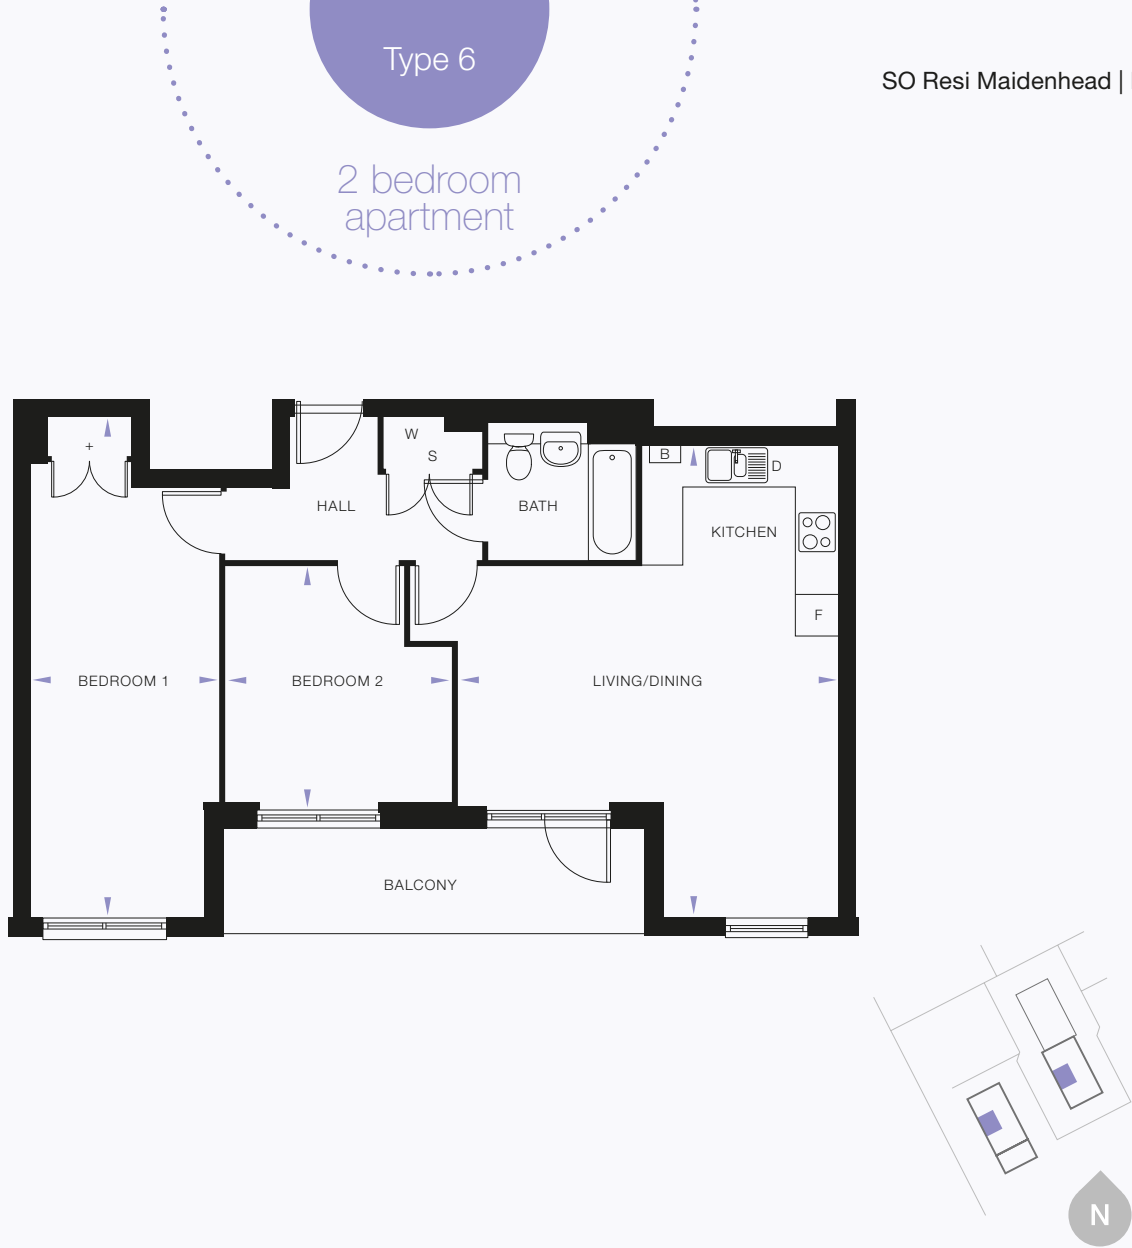 Type 6
SO Resi Maidenhead |
2 bedroom
apartment
+
W
S
B
D
HALL
BATH
KITCHEN
F
BEDROOM 1
BEDROOM 2
LIVING/DINING
BALCONY
N